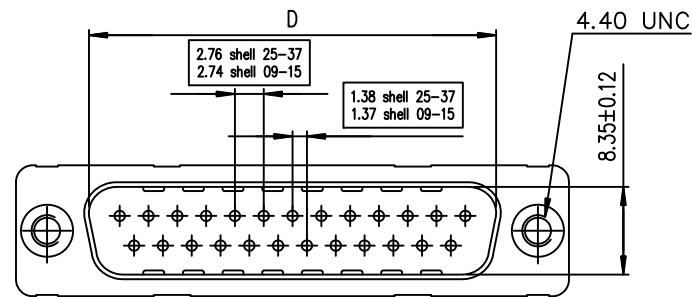 D
4.40 UNC
2.76 shell 25-37
2.74 shell 09-15
1.38 shell 25-37
1.37 shell 09-15
8.35±0.12